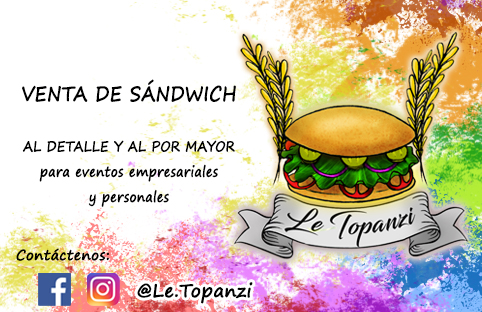 VENTA DE SÁNDWICH
AL DETALLE Y AL POR MAYOR
para eventos empresariales
y personales
Le Topanzi
Contáctenos:
@Le.Topanzi